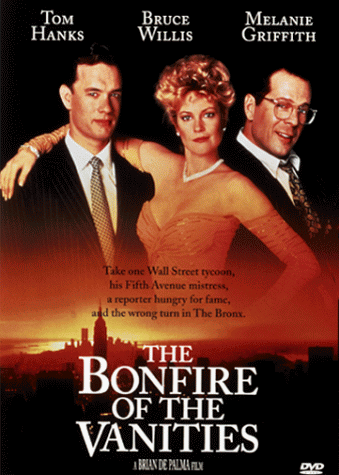 TOM HANKS
BRUCE WILLIS
MELANIE GRIFFITH
Take one Wall Street tycoon,
his Fifth Avenue mistress,
a reporter hungry for fame,
and the wrong turn in The Bronx.
THE
BONFIRE
OF THE
VANITIES
A BRIAN DE PALMA FILM
DVD